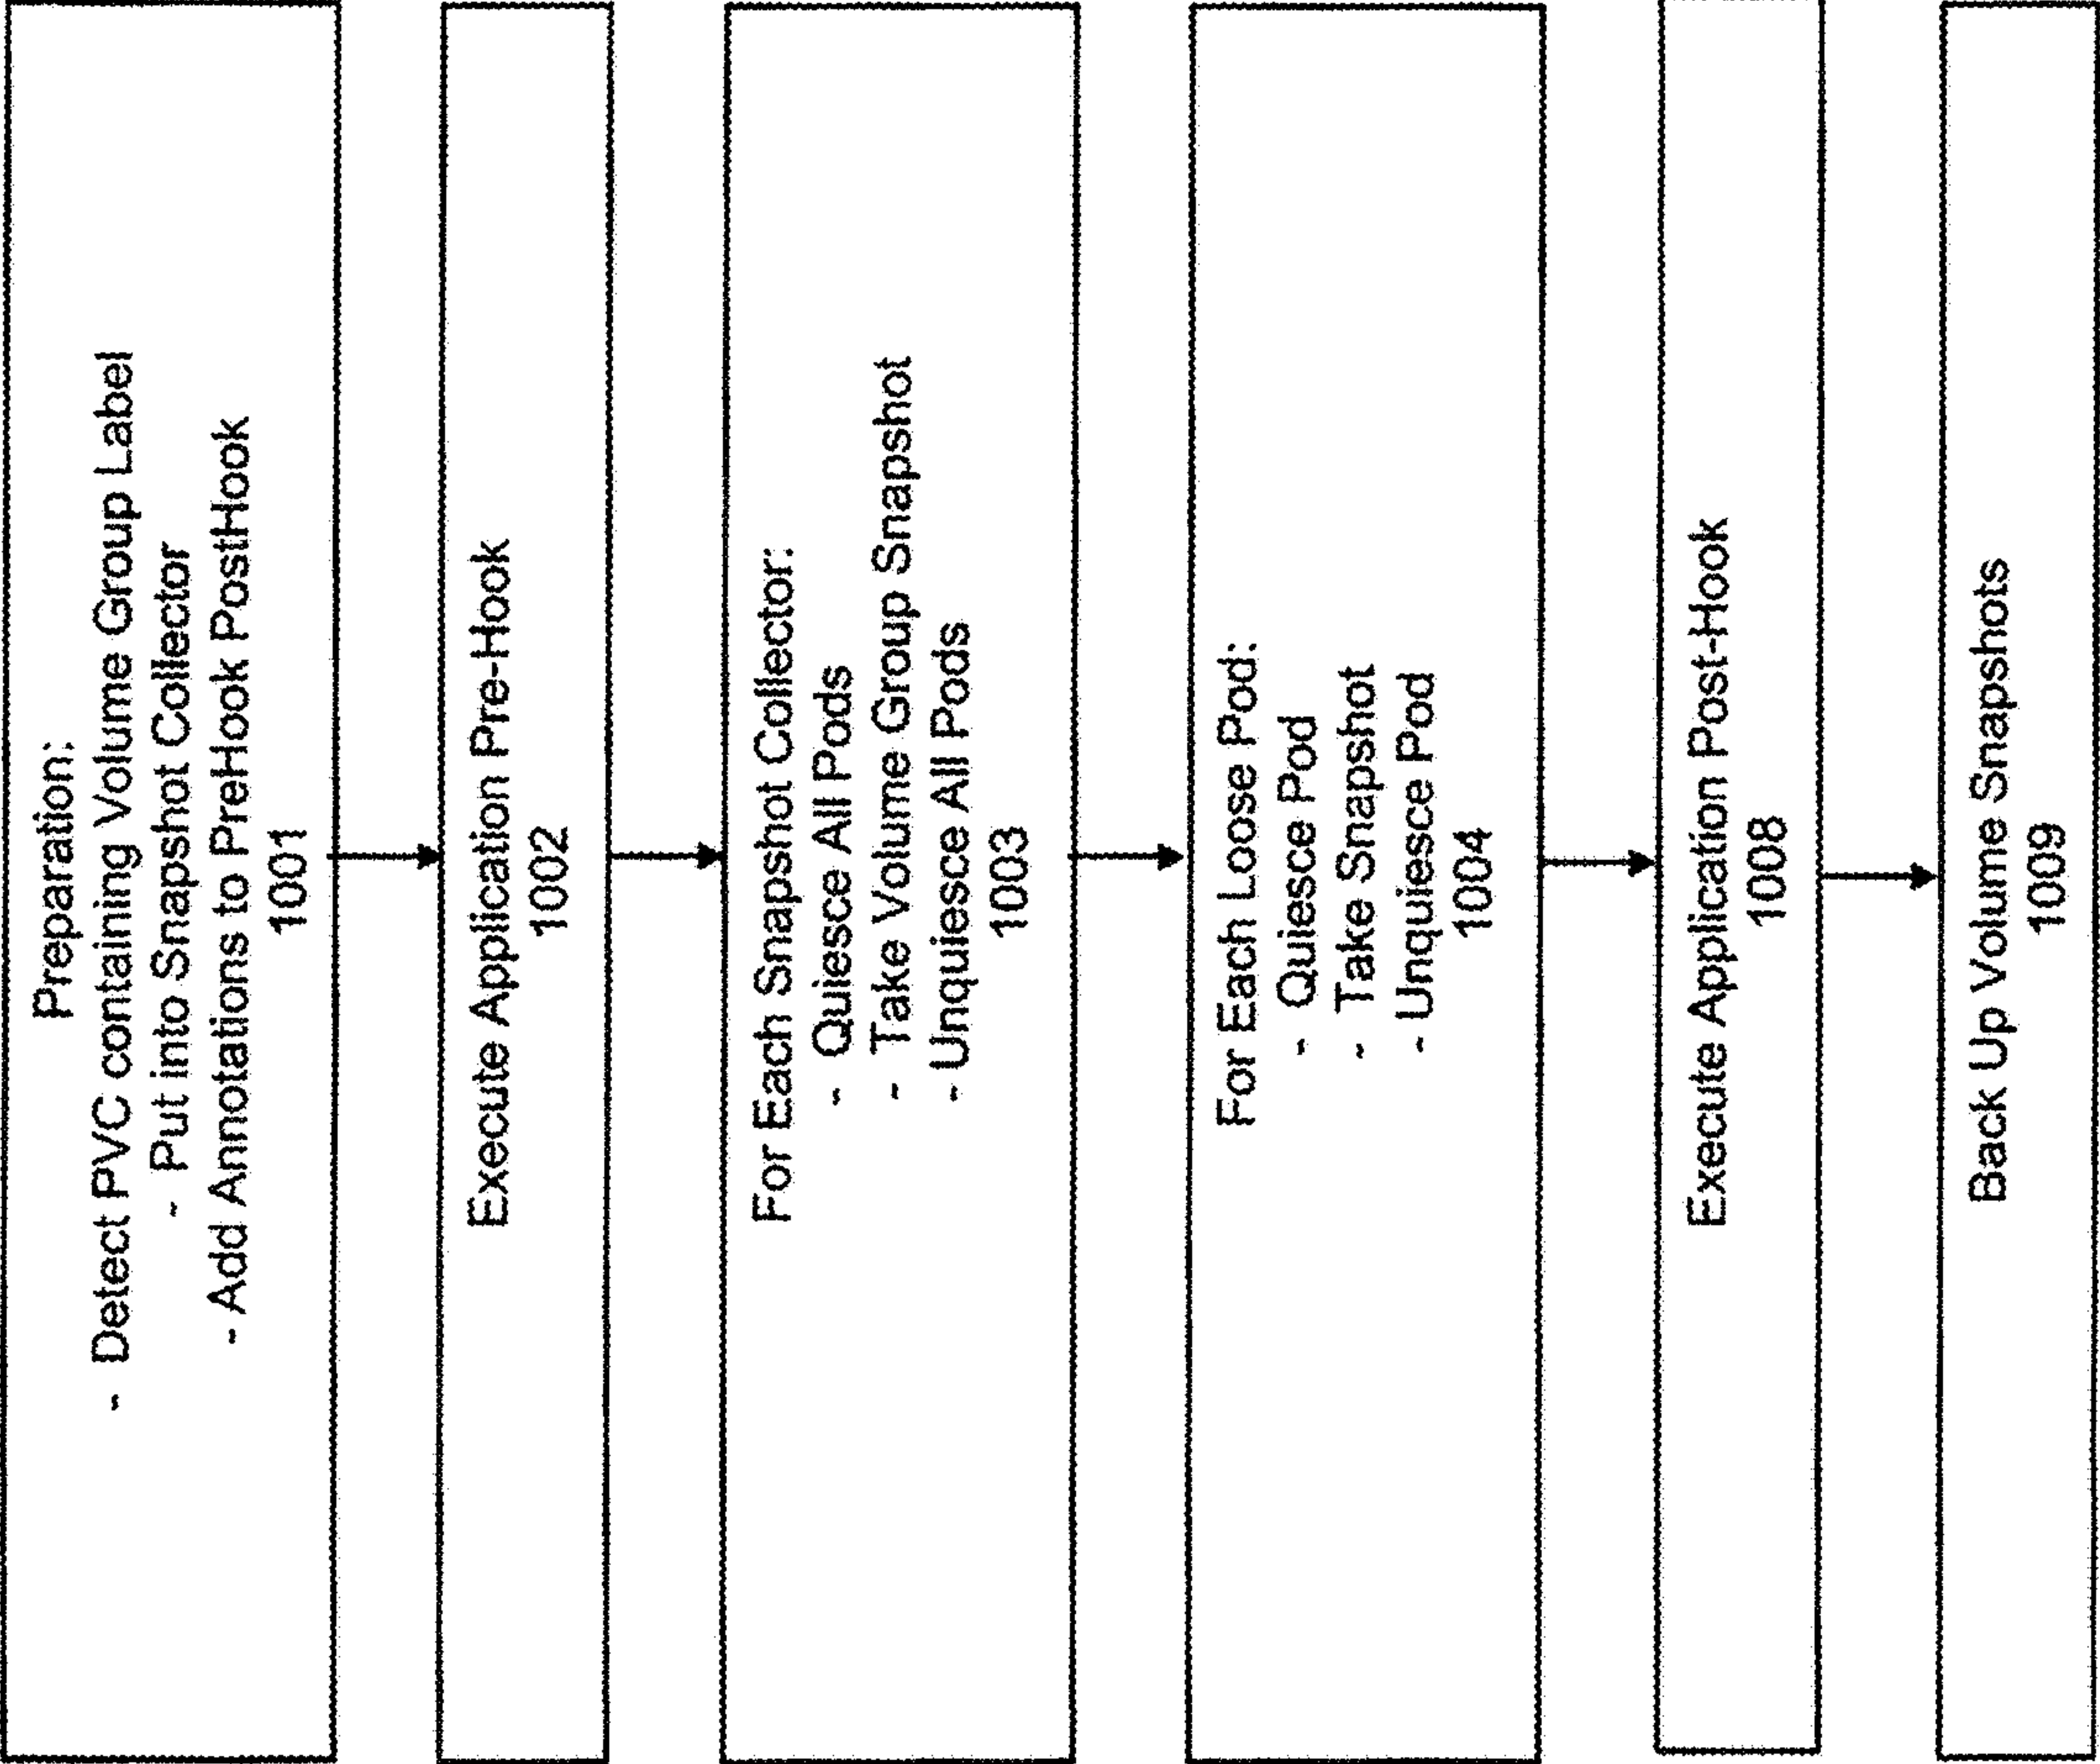 Preparation:
- Detect PVC containing Volume Group Label
- Put into Snapshot Collector
- Add Annotations to PreHook PostHook
1001
Execute Application Pre-Hook
1002
For Each Snapshot Collector:
- Quiesce All Pods
- Take Volume Group Snapshot
- Unquiesce All Pods
1003
For Each Loose Pod:
- Quiesce Pod
- Take Snapshot
- Unquiesce Pod
1004
Execute Application Post-Hook
1008
Back Up Volume Snapshots
1009